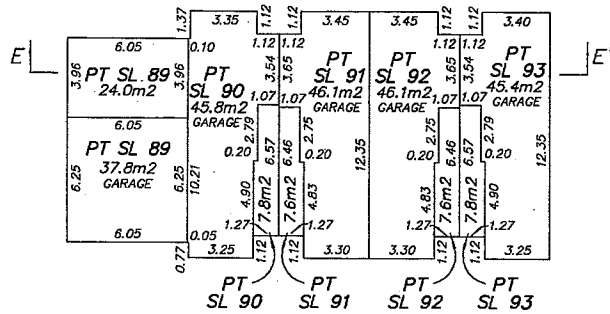 1.37
3.35
1.12
1.12
3.45
3.45
1.12
1.12
3.40
E
6.05
0.10
1.12
1.12
1.12
1.12
E'
3.96
PT SL 89
24.0m2
3.96
PT
SL 90
45.8m2
GARAGE
3.54
3.65
PT
SL 91
46.1m2
GARAGE
PT
SL 92
46.1m2
GARAGE
3.65
3.54
PT
SL 93
45.4m2
GARAGE
1.07
1.07
1.07
1.07
6.05
PT SL 89
37.8m2
GARAGE
6.25
6.25
10.21
2.79
0.20
6.57
6.46
2.75
0.20
12.35
2.75
0.20
6.46
6.57
2.79
0.20
12.35
4.90
7.8m2
7.6m2
4.83
4.83
7.6m2
7.8m2
4.90
6.05
0.05
1.27
1.27
1.27
1.27
0.77
3.25
1.12
1.12
3.30
3.30
1.12
1.12
3.25
PT
SL 90
PT
SL 91
PT
SL 92
PT
SL 93